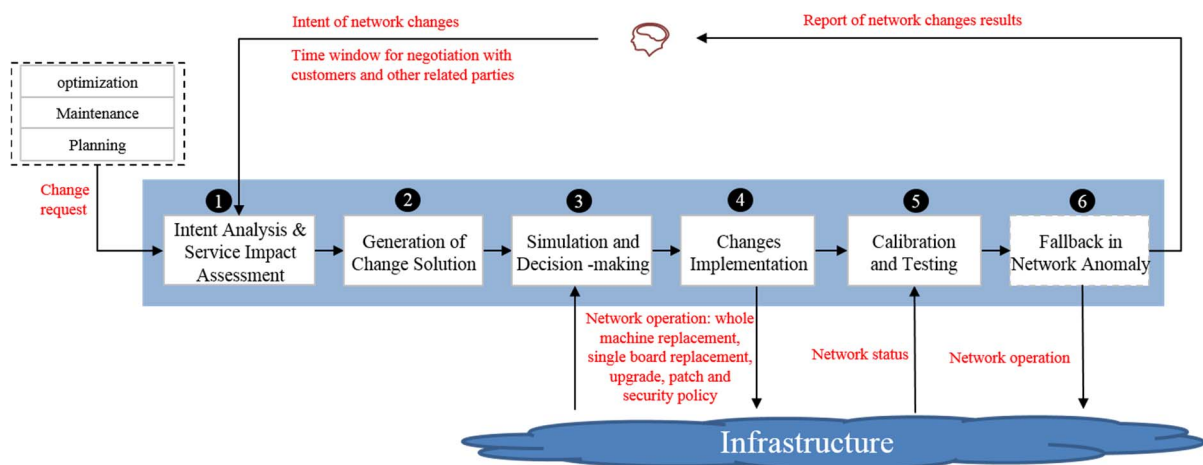 Intent of network changes
Report of network changes results
Time window for negotiation with
customers and other related parties
optimization
Maintenance
Planning
Change
request
1
Intent Analysis &
Service Impact
Assessment
2
Generation of
Change Solution
3
Simulation and
Decision -making
4
Changes
Implementation
5
Calibration
and Testing
6
Fallback in
Network Anomaly
Network operation: whole
machine replacement,
single board replacement,
upgrade, patch and
security policy
Network status
Network operation
Infrastructure